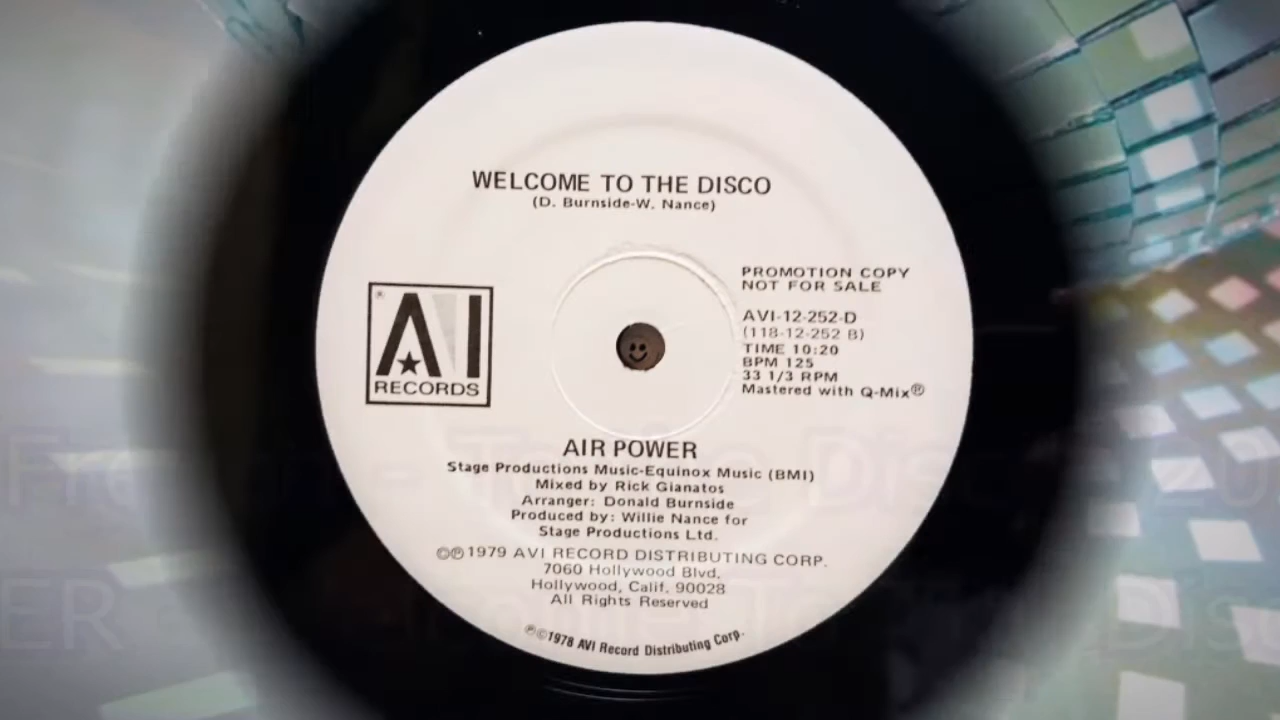 WELCOME TO THE DISCO
(D. Burnside-W. Nance)
PROMOTION COPY
NOT FOR SALE
AVI-12-252-D
(118-12-252 B)
TIME 10:20
BPM 125
33 1/3 RPM
Mastered with Q-Mix®
® AVI
RECORDS
AIR POWER
Stage Productions Music-Equinox Music (BMI)
Mixed by Rick Gianatos
Arranger: Donald Burnside
Produced by: Willie Nance for
Stage Productions Ltd.
©℗1979 AVI RECORD DISTRIBUTING CORP.
7060 Hollywood Blvd.
Hollywood, Calif. 90028
All Rights Reserved
℗©1978 AVI Record Distributing Corp.